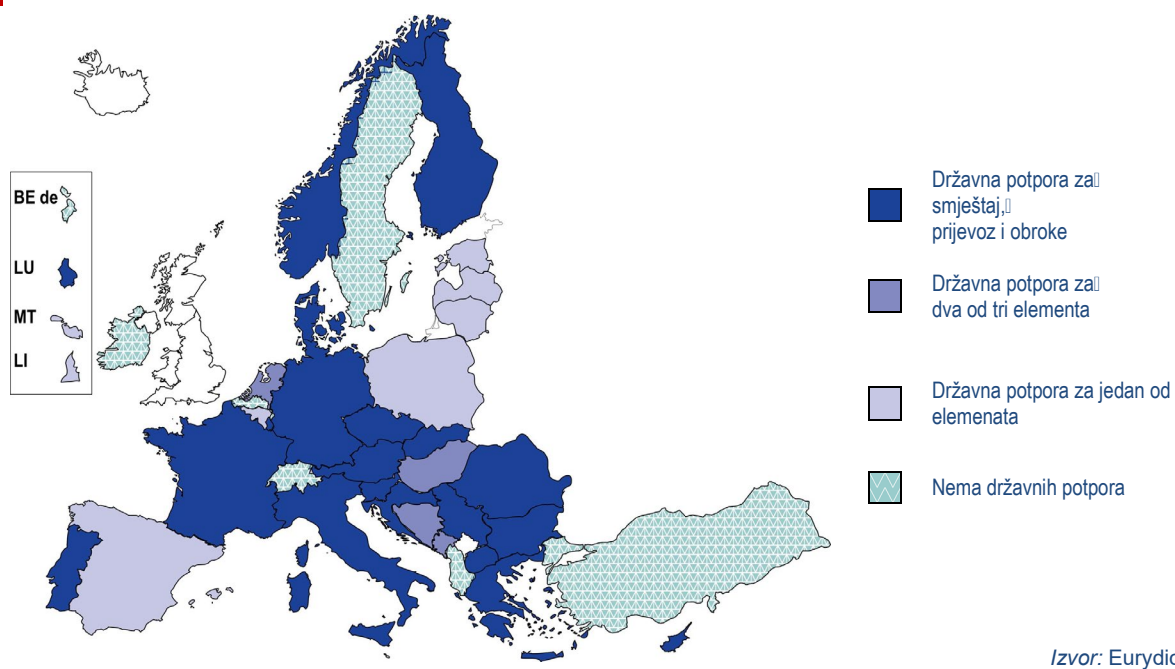 BE de
LU
MT
LI
Državna potpora za
smještaj,
prijevoz i obroke
Državna potpora za
dva od tri elementa
Državna potpora za jedan od
elemenata
Nema državnih potpora
Izvor: Eurydic